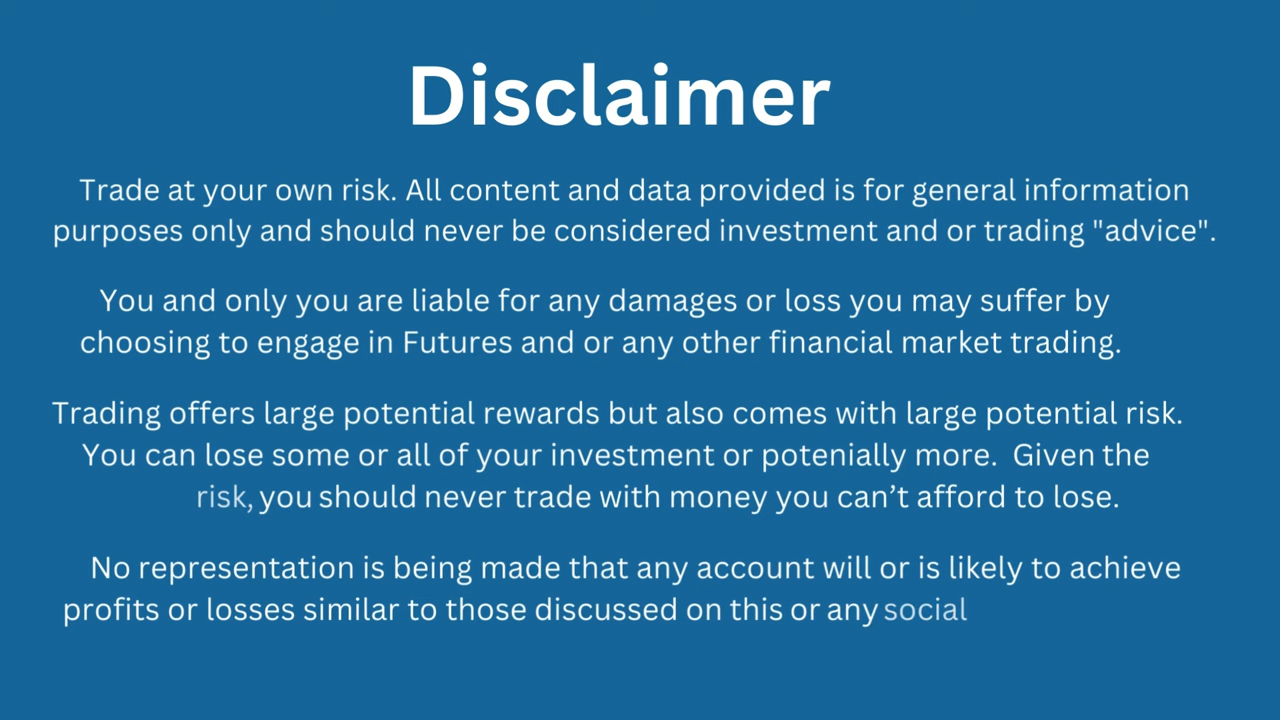 Disclaimer
Trade at your own risk. All content and data provided is for general information
purposes only and should never be considered investment and or trading "advice".
You and only you are liable for any damages or loss you may suffer by
choosing to engage in Futures and or any other financial market trading.
Trading offers large potential rewards but also comes with large potential risk.
You can lose some or all of your investment or potenially more.  Given the
risk, you should never trade with money you can’t afford to lose.
No representation is being made that any account will or is likely to achieve
profits or losses similar to those discussed on this or any social